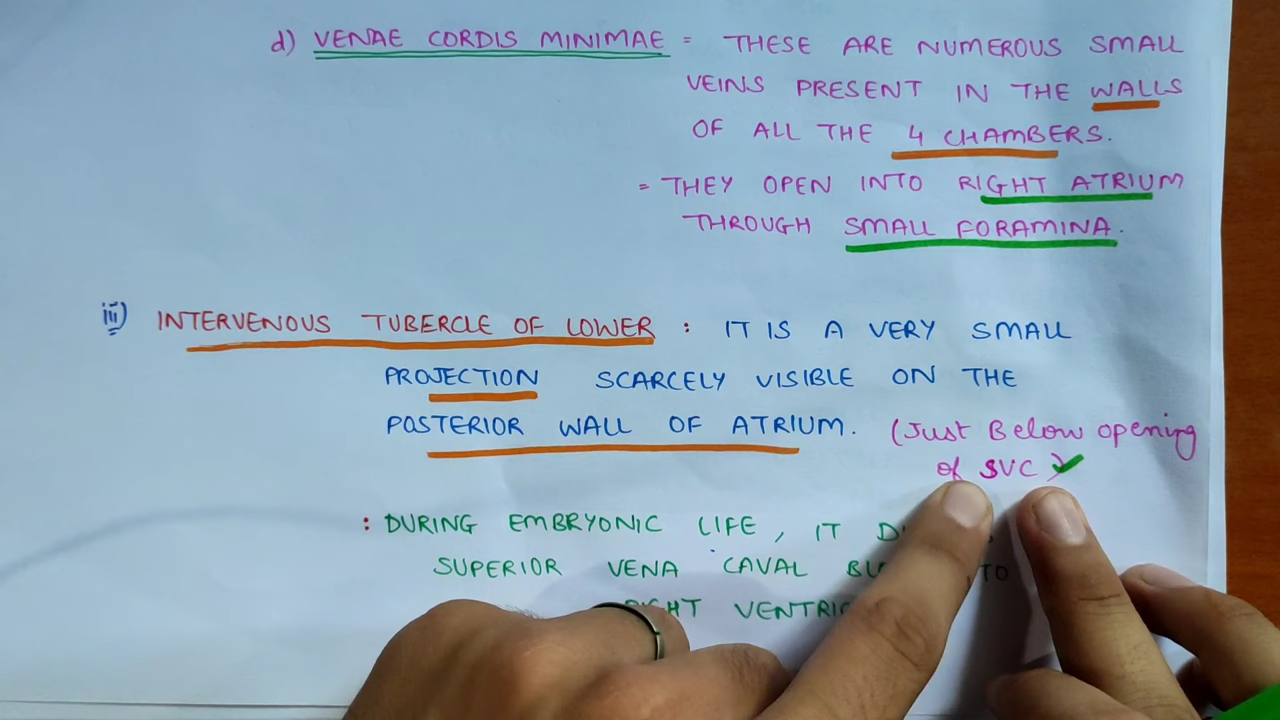 d) VENAE CORDIS MINIMAE = THESE ARE NUMEROUS SMALL
VEINS PRESENT IN THE WALLS
OF ALL THE 4 CHAMBERS.
= THEY OPEN INTO RIGHT ATRIUM
THROUGH SMALL FORAMINA.
iii) INTERVENOUS TUBERCLE OF LOWER : IT IS A VERY SMALL
PROJECTION SCARCELY VISIBLE ON THE
POSTERIOR WALL OF ATRIUM. (Just Below opening
of SVC)
: DURING EMBRYONIC LIFE, IT
SUPERIOR VENA CAVAL